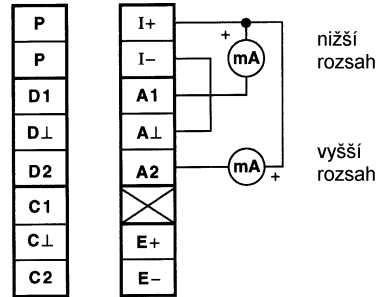 P I+
P I− + mA nižší rozsah
D1 A1
D⊥ A⊥
D2 A2 mA + vyšší rozsah
C1
C⊥ E+
C2 E−